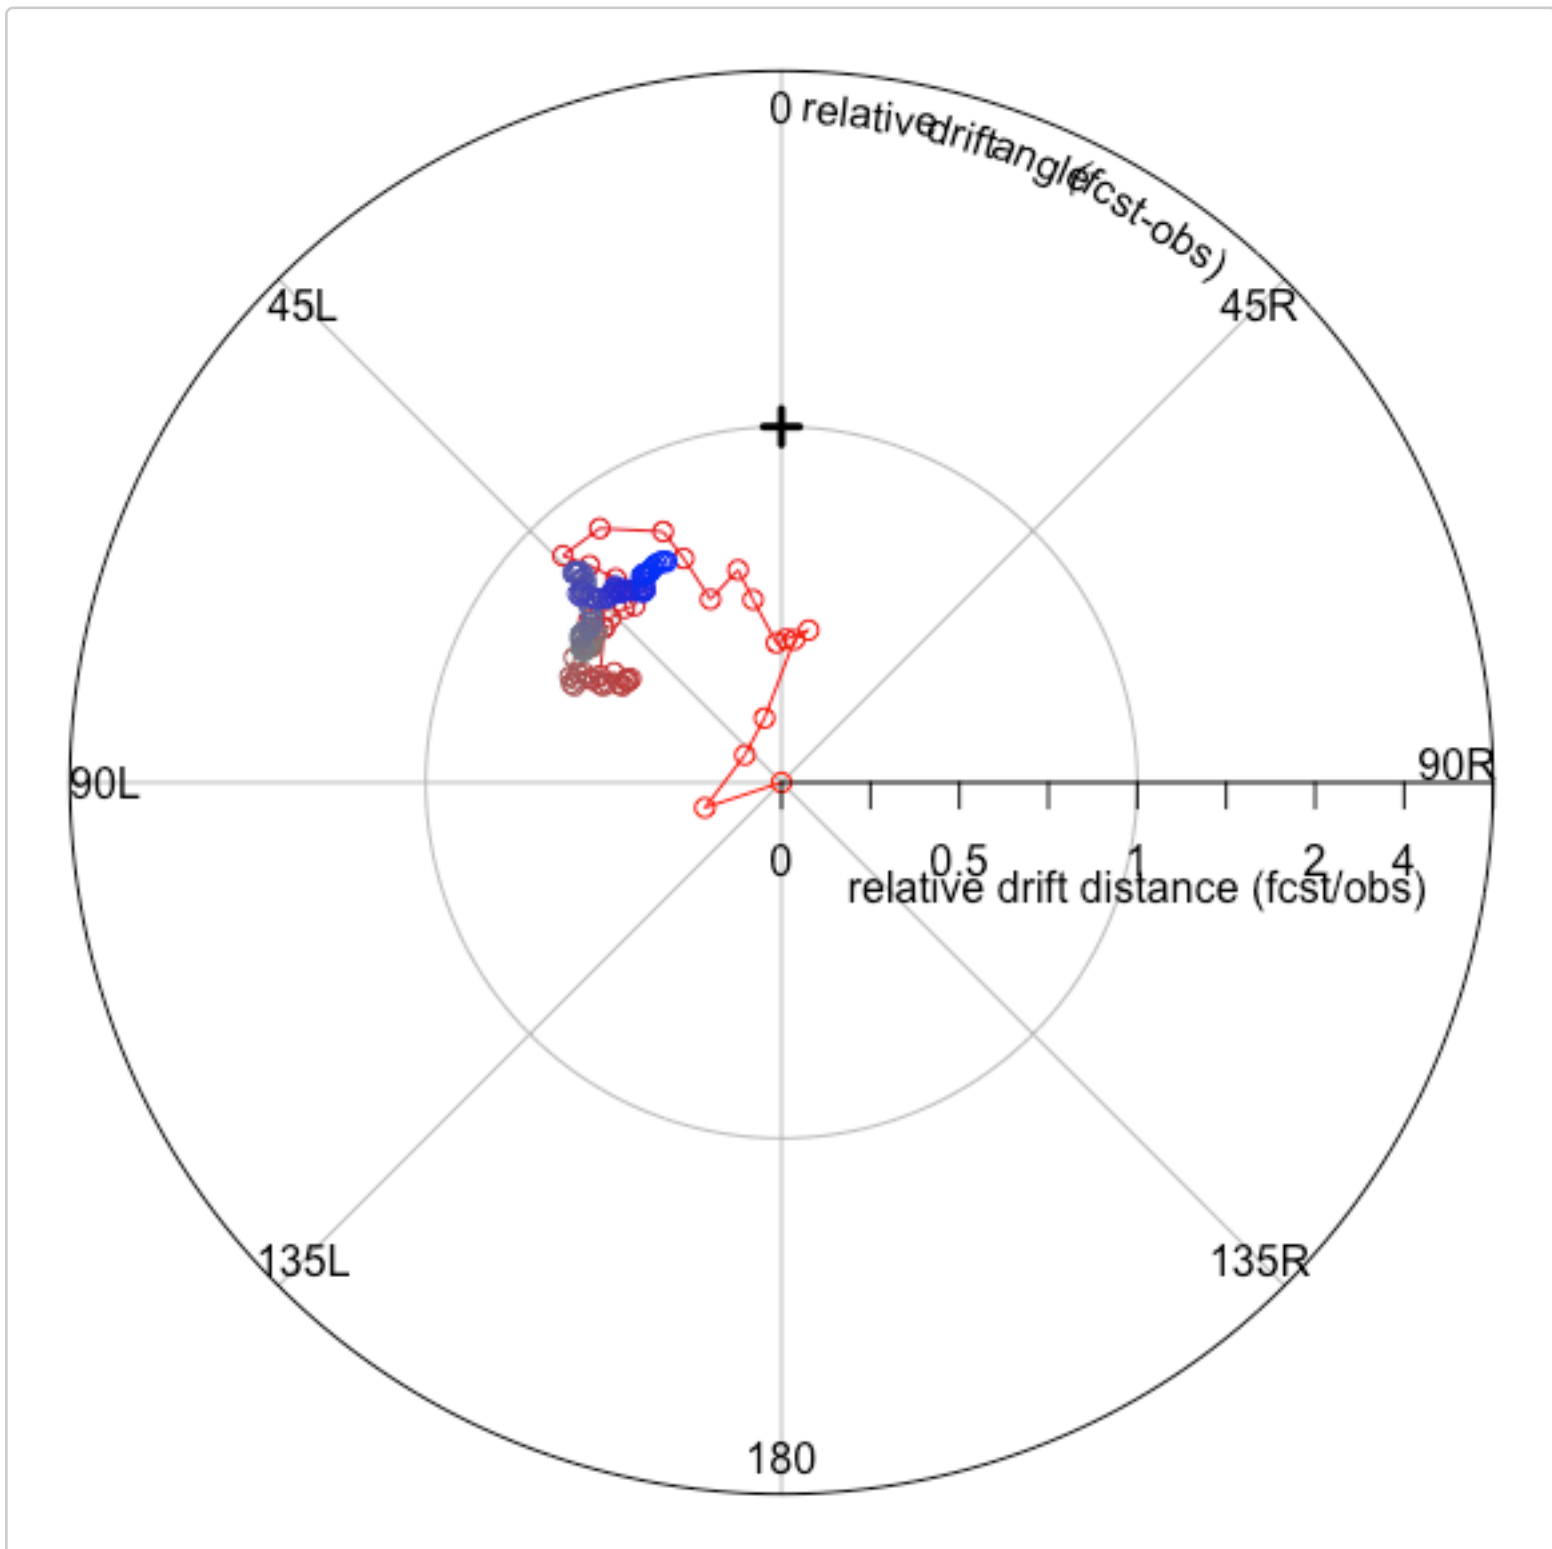 0
relative drift angle (fcst-obs)
45L
45R
90L
90R
0 0.5 1 2 4
relative drift distance (fcst/obs)
135L
135R
180